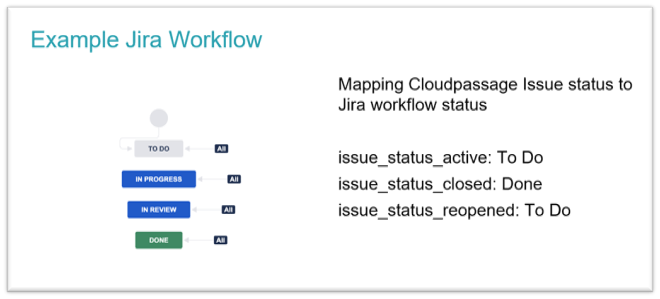 Example Jira Workflow
Mapping Cloudpassage Issue status to
Jira workflow status
TO DO
All
IN PROGRESS
All
IN REVIEW
All
DONE
All
issue_status_active: To Do
issue_status_closed: Done
issue_status_reopened: To Do